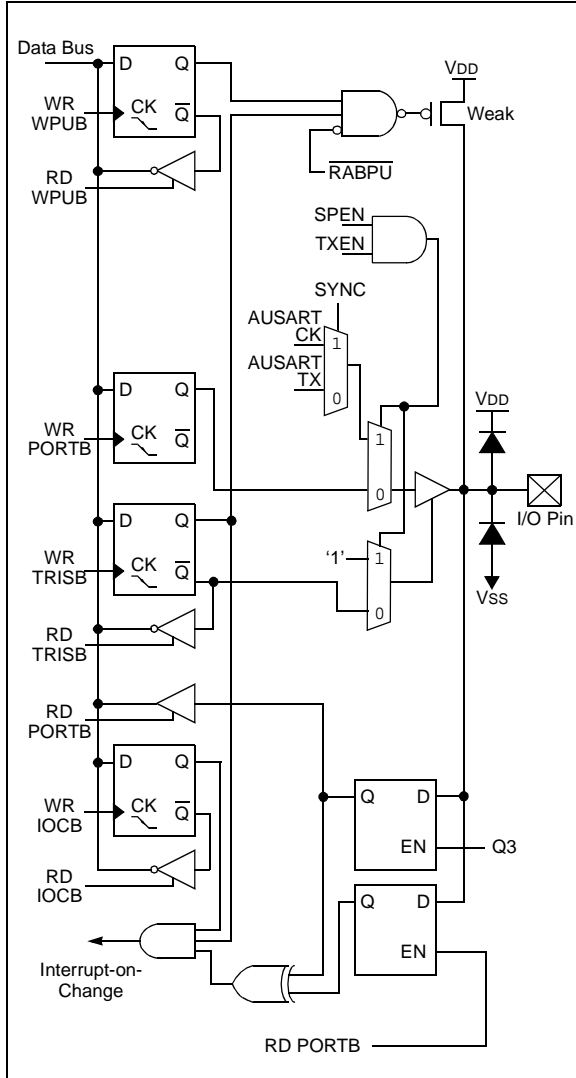 Data Bus
D Q
WR
WPUB
CK
Q
RD
WPUB
VDD
Weak
RABPU
SPEN
TXEN
SYNC
AUSART
CK
1
AUSART
TX
0
D Q
WR
PORTB
CK
Q
1
0
VDD
I/O Pin
VSS
D Q
WR
TRISB
CK
Q
'1'
1
0
RD
TRISB
RD
PORTB
D Q
WR
IOCB
CK
Q
RD
IOCB
Q D
EN
Q3
Q D
EN
Interrupt-on-
Change
RD PORTB